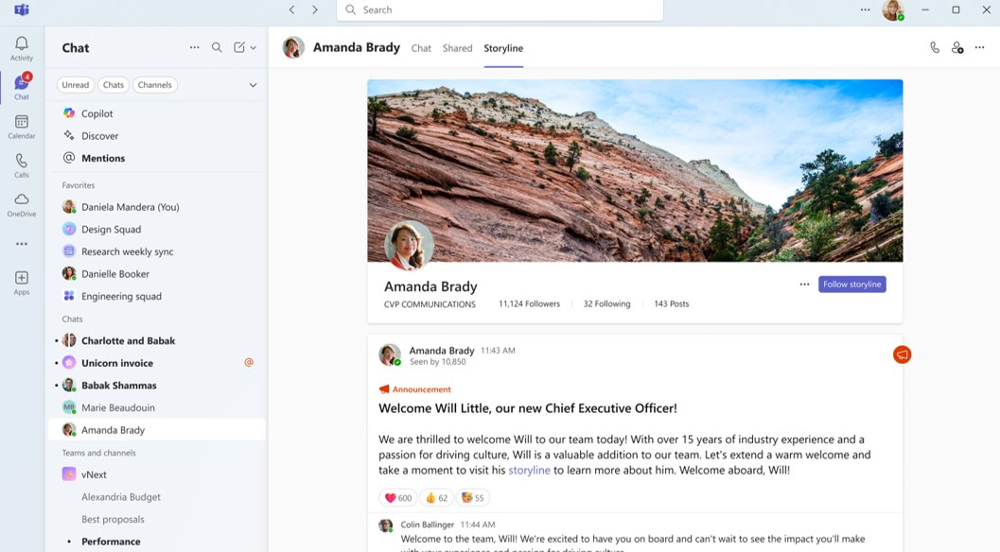 Search
Activity
4
Chat
Calendar
Calls
OneDrive
Apps
Chat
Unread
Chats
Channels
Copilot
Discover
Mentions
Favorites
Daniela Mandera (You)
Design Squad
Research weekly sync
Danielle Booker
Engineering squad
Chats
Charlotte and Babak
Unicorn invoice
@
Babak Shammas
MB
Marie Beaudouin
Amanda Brady
Teams and channels
vNext
Alexandria Budget
Best proposals
Performance
Amanda Brady Chat Shared Storyline
Amanda Brady
Follow storyline
CVP COMMUNICATIONS 11,124 Followers 32 Following 143 Posts
Amanda Brady 11:43 AM
Seen by 10,850
Announcement
Welcome Will Little, our new Chief Executive Officer!
We are thrilled to welcome Will to our team today! With over 15 years of industry experience and a
passion for driving culture, Will is a valuable addition to our team. Let's extend a warm welcome and
take a moment to visit his storyline to learn more about him. Welcome aboard, Will!
600 62 55
Colin Ballinger 11:44 AM
Welcome to the team, Will! We're excited to have you on board and can't wait to see the impact you'll make
with your experience and passion for driving culture.